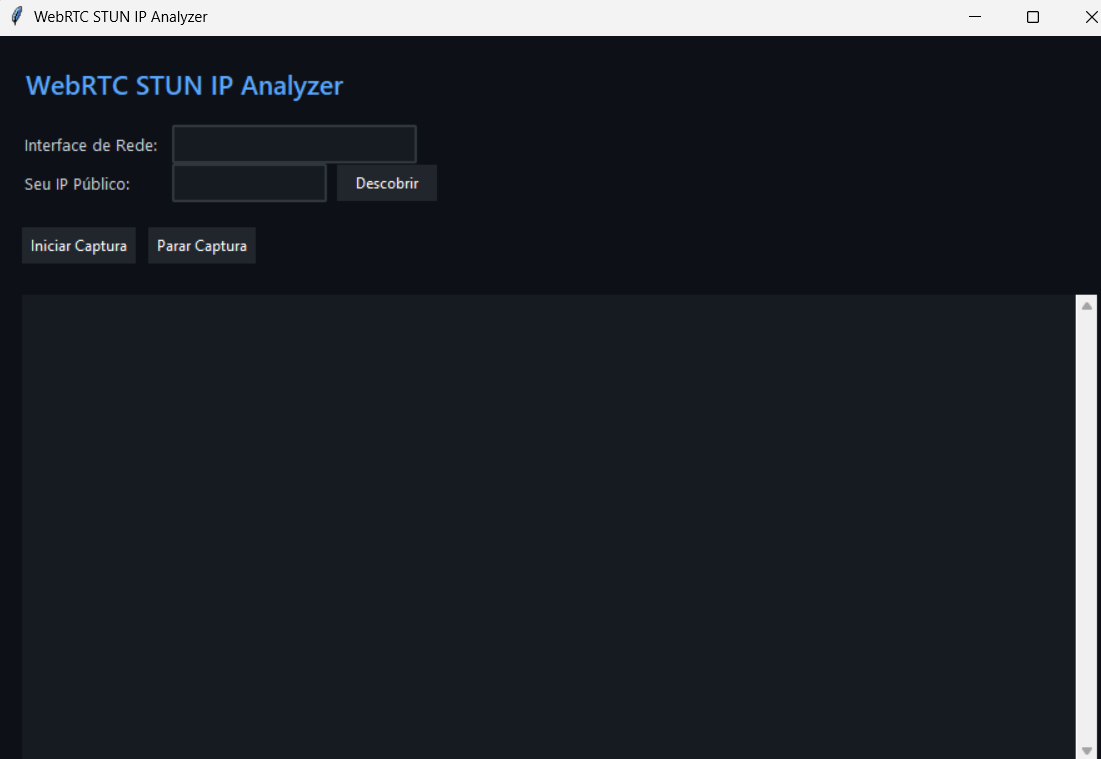 WebRTC STUN IP Analyzer
WebRTC STUN IP Analyzer
Interface de Rede:
Seu IP Público: Descobrir
Iniciar Captura Parar Captura